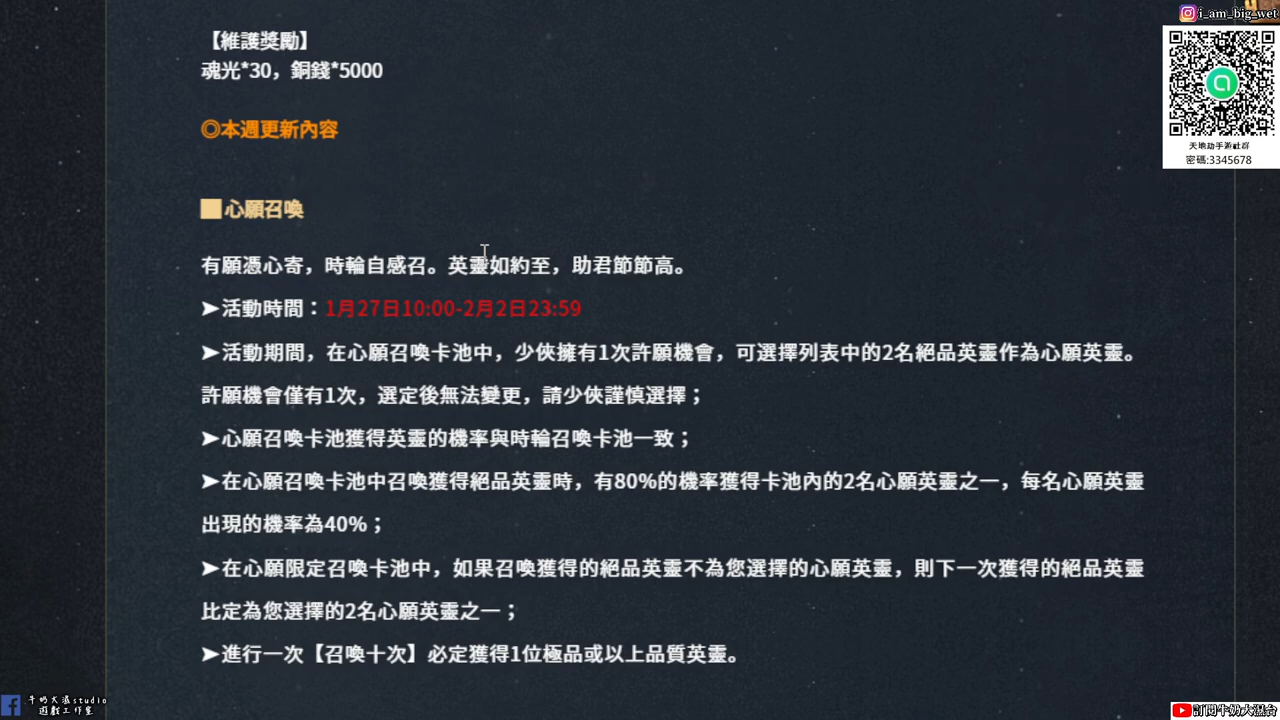 【維護獎勵】
魂光*30，銅錢*5000
◎本週更新內容
心願召喚
有願憑心寄，時輪自感召。英靈如約至，助君節節高。
➤活動時間：1月27日10:00-2月2日23:59
➤活動期間，在心願召喚卡池中，少俠擁有1次許願機會，可選擇列表中的2名絕品英靈作為心願英靈。
許願機會僅有1次，選定後無法變更，請少俠謹慎選擇；
➤心願召喚卡池獲得英靈的機率與時輪召喚卡池一致；
➤在心願召喚卡池中召喚獲得絕品英靈時，有80%的機率獲得卡池內的2名心願英靈之一，每名心願英靈
出現的機率為40%；
➤在心願限定召喚卡池中，如果召喚獲得的絕品英靈不為您選擇的心願英靈，則下一次獲得的絕品英靈
比定為您選擇的2名心願英靈之一；
➤進行一次【召喚十次】必定獲得1位極品或以上品質英靈。
i_am_big_wet
天地劫手遊社群
密碼:3345678
牛奶大濕studio
遊戲工作室
訂閱牛奶大濕台